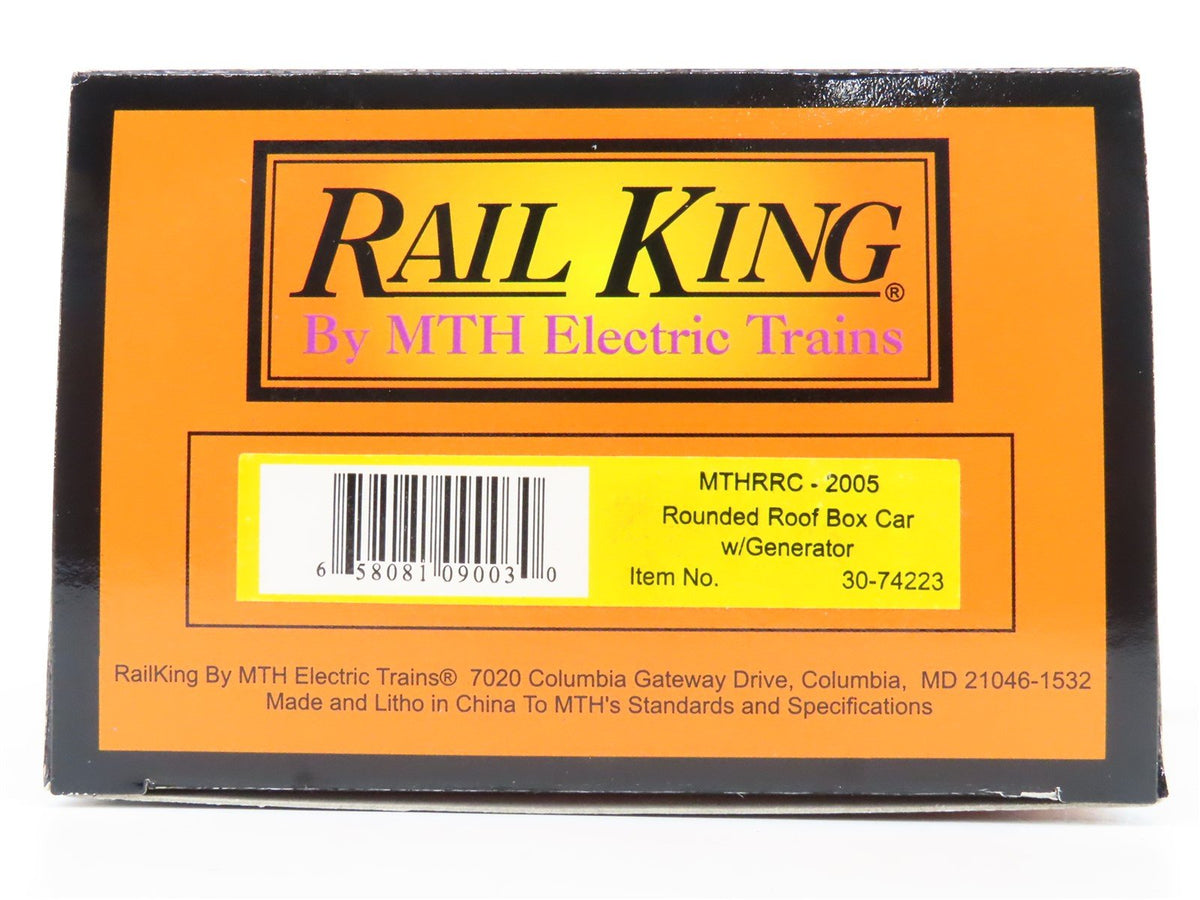 RAIL KING®
By MTH Electric Trains
6 58081 09003 0
MTHRRC - 2005
Rounded Roof Box Car
w/Generator
Item No. 30-74223
RailKing By MTH Electric Trains® 7020 Columbia Gateway Drive, Columbia, MD 21046-1532
Made and Litho in China To MTH's Standards and Specifications